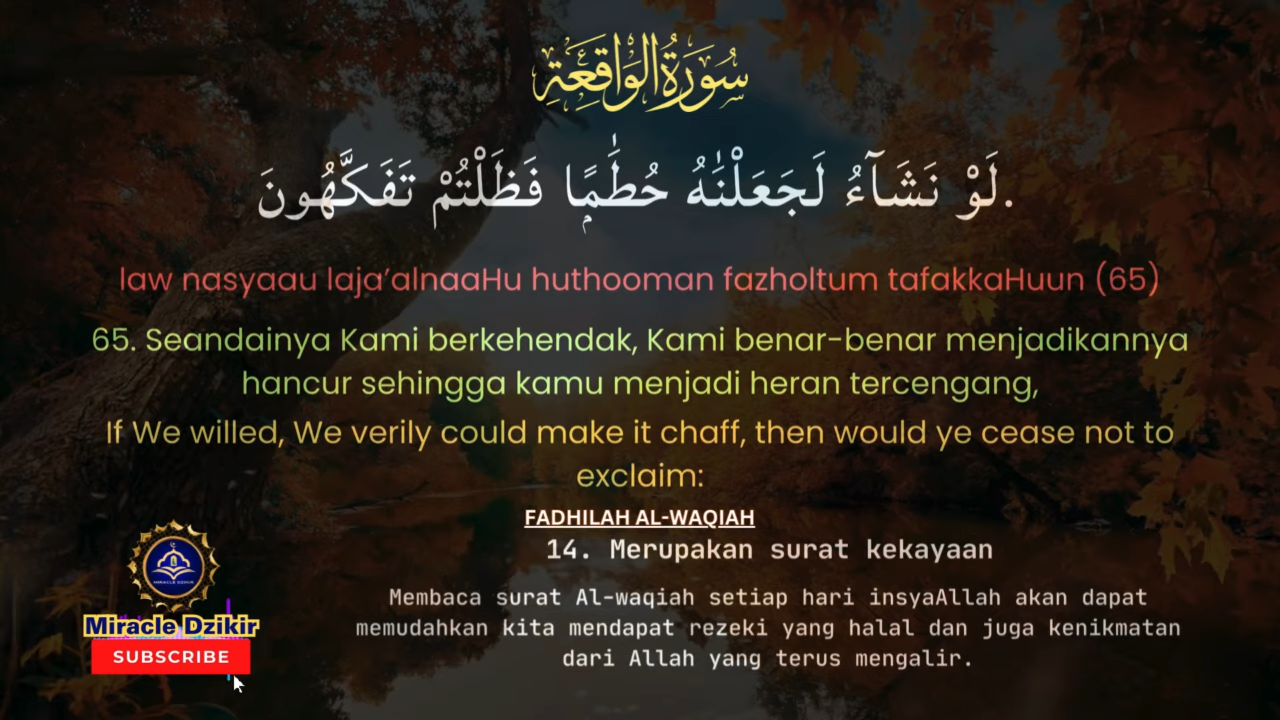 سُورَةُ الوَاقِعَةِ
لَوْ نَشَآءُ لَجَعَلْنٰهُ حُطَٰمًۭا فَظَلْتُمْ تَفَكَّهُونَ.
law nasyaau laja’alnaaHu huthooman fazholtum tafakkaHuun (65)
65. Seandainya Kami berkehendak, Kami benar-benar menjadikannya
hancur sehingga kamu menjadi heran tercengang,
If We willed, We verily could make it chaff, then would ye cease not to
exclaim:
FADHILAH AL-WAQIAH
14. Merupakan surat kekayaan
Membaca surat Al-waqiah setiap hari insyaAllah akan dapat
memudahkan kita mendapat rezeki yang halal dan juga kenikmatan
dari Allah yang terus mengalir.
MIRACLE DZIKIR
Miracle Dzikir
SUBSCRIBE